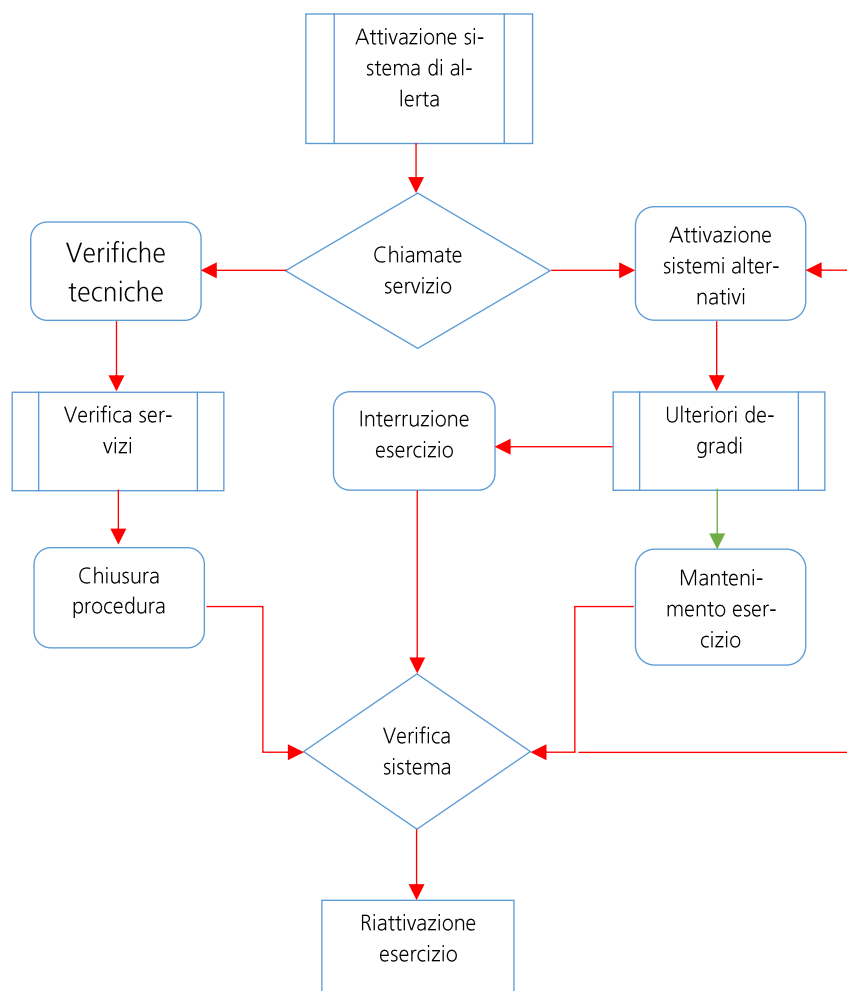 Attivazione si-
stema di al-
lerta
Chiamate
servizio
Verifiche
tecniche
Attivazione
sistemi alter-
nativi
Verifica ser-
vizi
Interruzione
esercizio
Ulteriori de-
gradi
Chiusura
procedura
Manteni-
mento eser-
cizio
Verifica
sistema
Riattivazione
esercizio